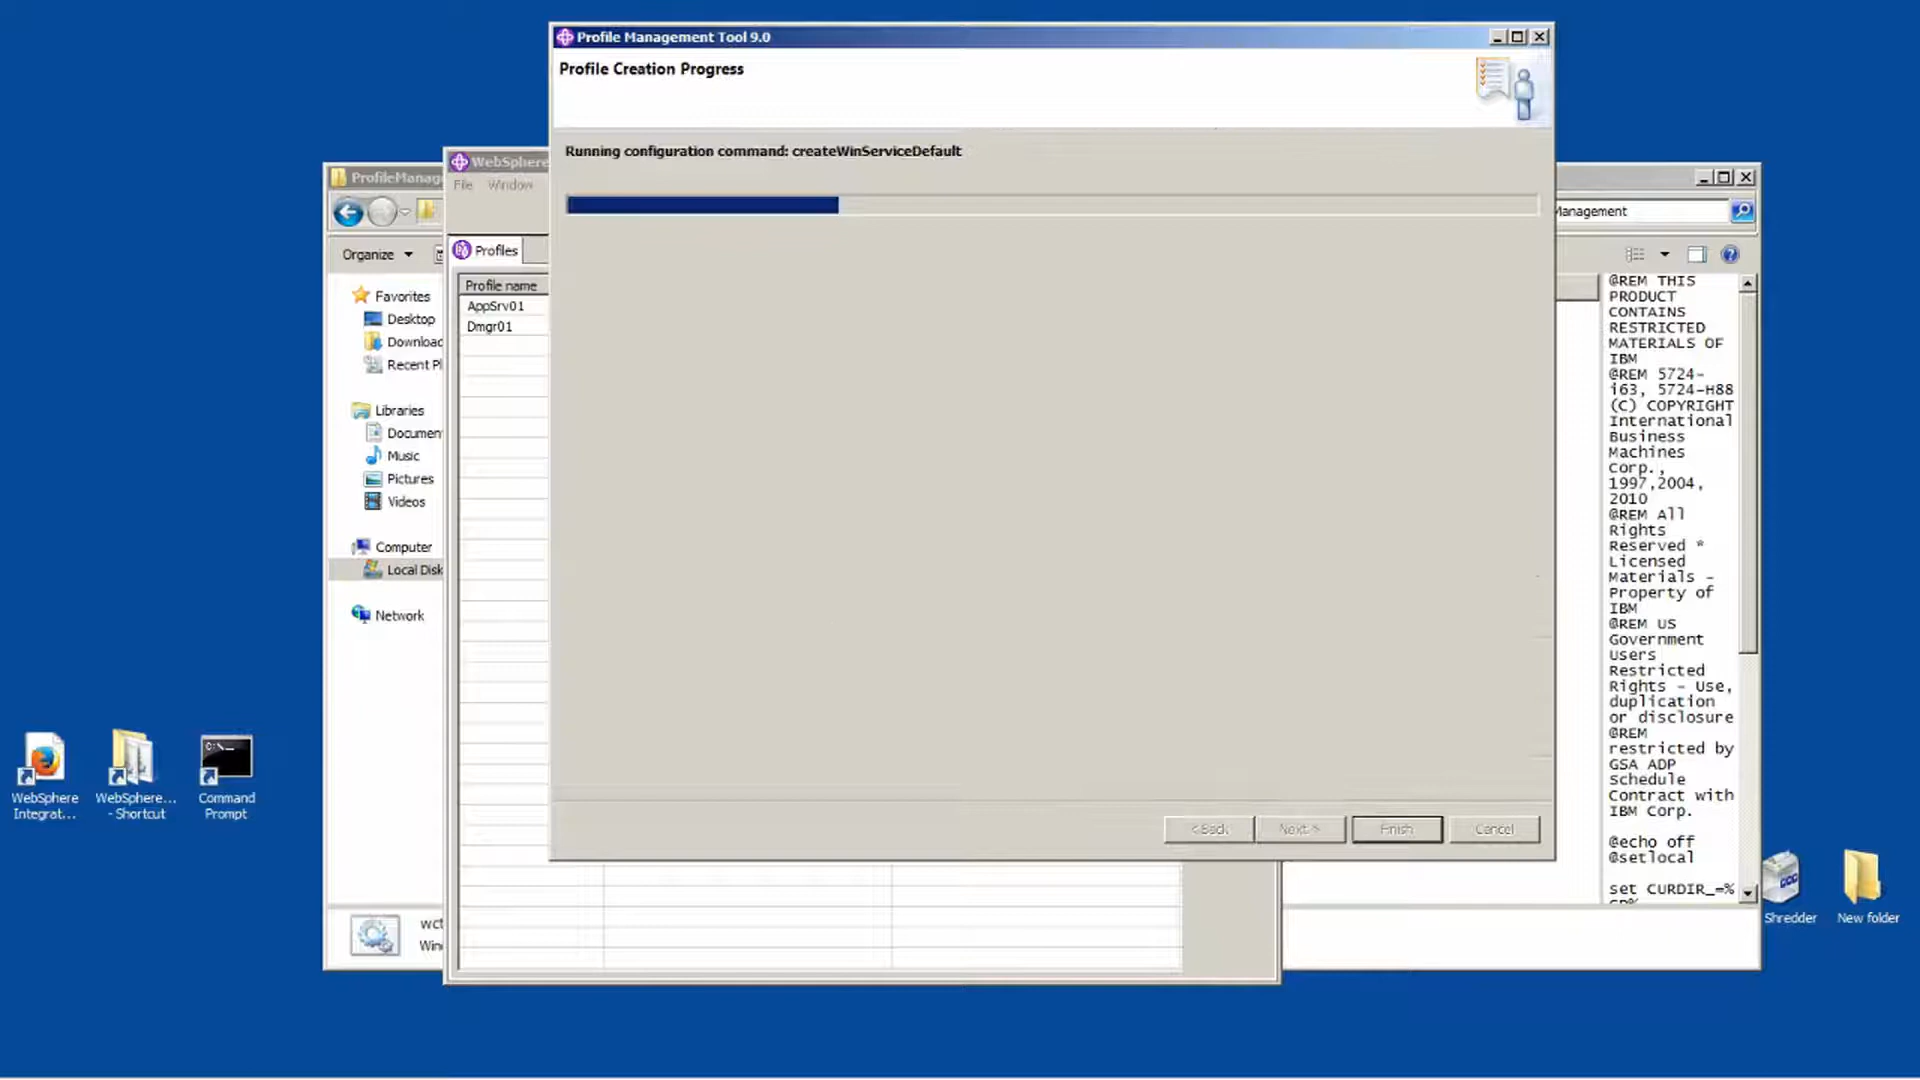 Profile Management Tool 9.0
Profile Creation Progress
Running configuration command: createWinServiceDefault
< Back
Next >
Finish
Cancel
WebSphere
File
Window
Profiles
Profile name
AppSrv01
Dmgr01
ProfileManag
Management
Organize
Favorites
Desktop
Download
Recent Pl
Libraries
Documen
Music
Pictures
Videos
Computer
Local Disk
Network
wct
Wind
@REM THIS
PRODUCT
CONTAINS
RESTRICTED
MATERIALS OF
IBM
@REM 5724-
i63, 5724-H88
(C) COPYRIGHT
International
Business
Machines
Corp.,
1997,2004,
2010
@REM All
Rights
Reserved *
Licensed
Materials -
Property of
IBM
@REM US
Government
Users
Restricted
Rights - Use,
duplication
or disclosure
@REM
restricted by
GSA ADP
Schedule
Contract with
IBM Corp.
@echo off
@setlocal
set CURDIR_=%
WebSphere
Integrat...
WebSphere...
- Shortcut
C:\_
Command
Prompt
Shredder
New folder